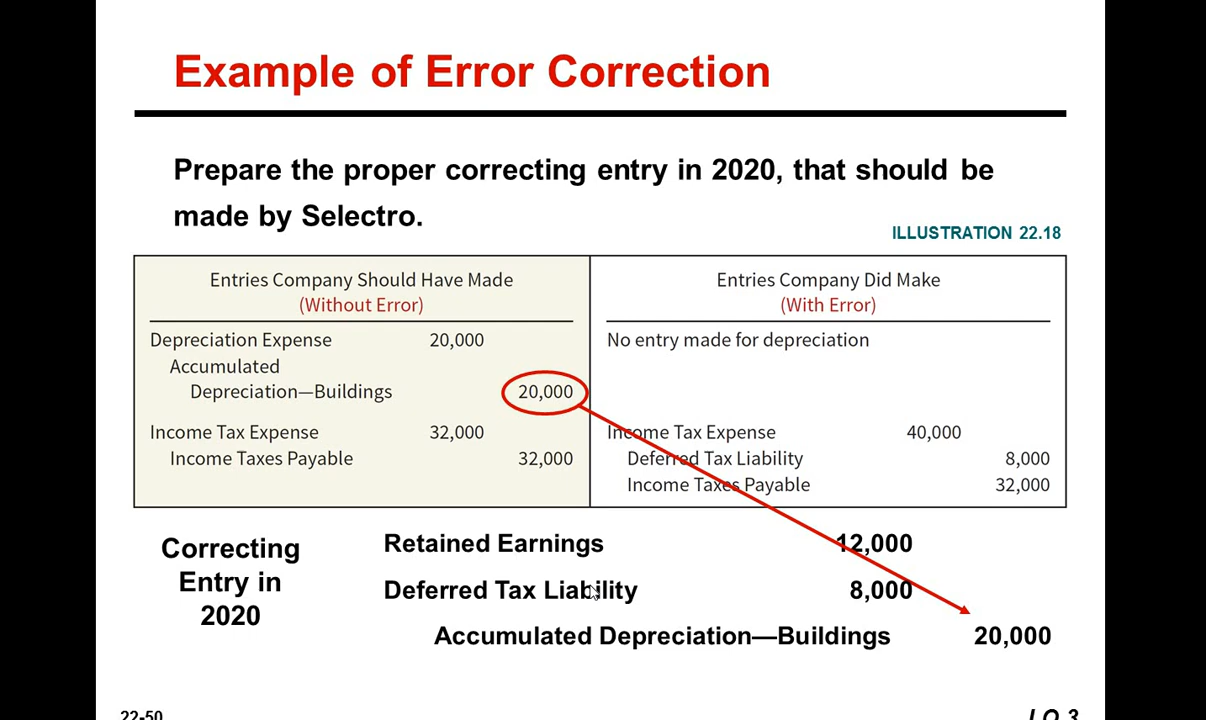 Example of Error Correction
Prepare the proper correcting entry in 2020, that should be
made by Selectro.
ILLUSTRATION 22.18
Entries Company Should Have Made
(Without Error)
Depreciation Expense 20,000
Accumulated
Depreciation—Buildings 20,000
Income Tax Expense 32,000
Income Taxes Payable 32,000
Entries Company Did Make
(With Error)
No entry made for depreciation
Income Tax Expense 40,000
Deferred Tax Liability 8,000
Income Taxes Payable 32,000
Correcting
Entry in
2020
Retained Earnings 12,000
Deferred Tax Liability 8,000
Accumulated Depreciation—Buildings 20,000
22-50 LO 3